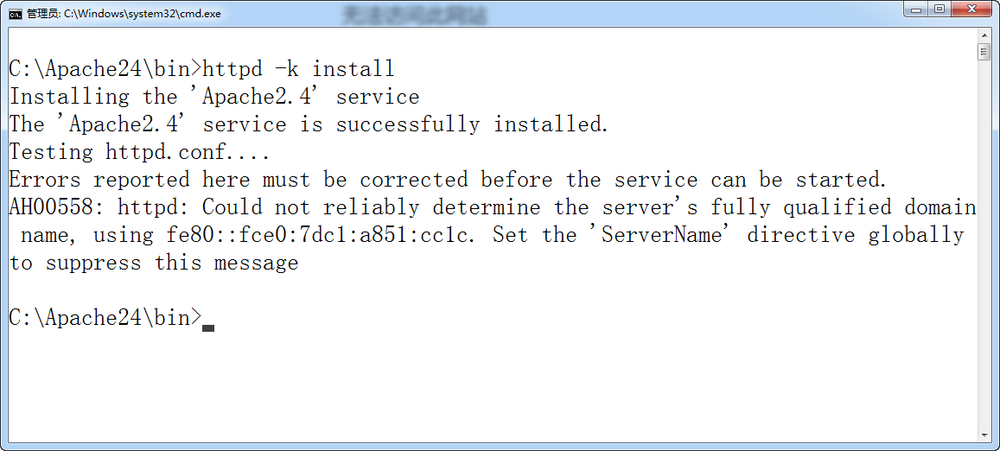 管理员: C:\Windows\system32\cmd.exe
无法访问此网站
C:\Apache24\bin>httpd -k install
Installing the 'Apache2.4' service
The 'Apache2.4' service is successfully installed.
Testing httpd.conf....
Errors reported here must be corrected before the service can be started.
AH00558: httpd: Could not reliably determine the server's fully qualified domain
name, using fe80::fce0:7dc1:a851:cc1c. Set the 'ServerName' directive globally
to suppress this message
C:\Apache24\bin>